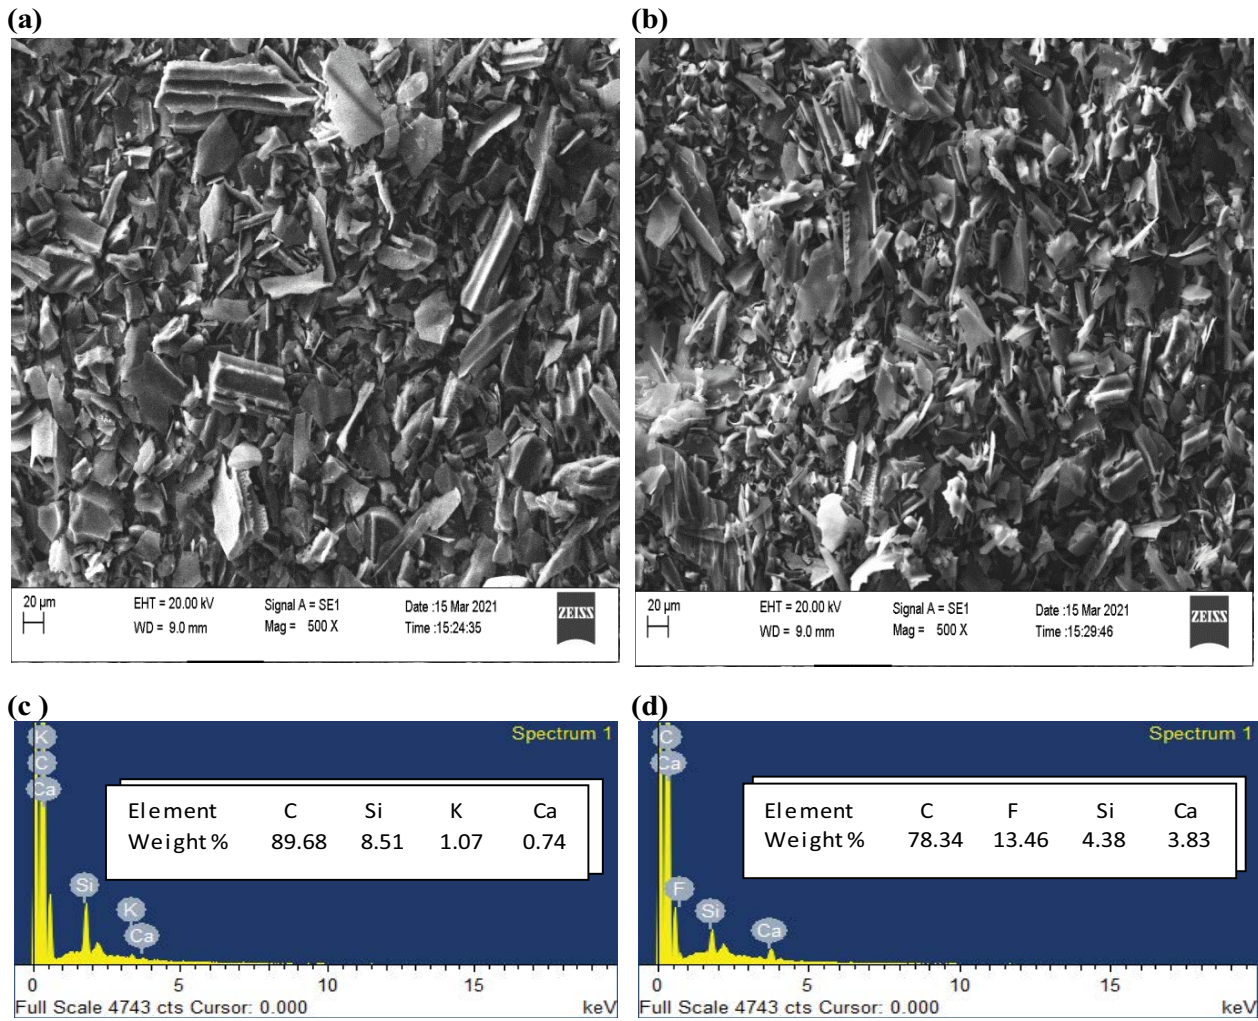 (a)
(b)
20 µm
EHT = 20.00 kV
Signal A = SE1
Date :15 Mar 2021
ZEISS
WD = 9.0 mm
Mag = 500 X
Time :15:24:35
20 µm
EHT = 20.00 kV
Signal A = SE1
Date :15 Mar 2021
ZEISS
WD = 9.0 mm
Mag = 500 X
Time :15:29:46
(c )
(d)
Spectrum 1
K
C
Ca
Element C Si K Ca
Weight% 89.68 8.51 1.07 0.74
Si
K
Ca
0 5 10 15
Full Scale 4743 cts Cursor: 0.000 keV
Spectrum 1
C
Ca
Element C F Si Ca
Weight% 78.34 13.46 4.38 3.83
F
Si
Ca
0 5 10 15
Full Scale 4743 cts Cursor: 0.000 keV